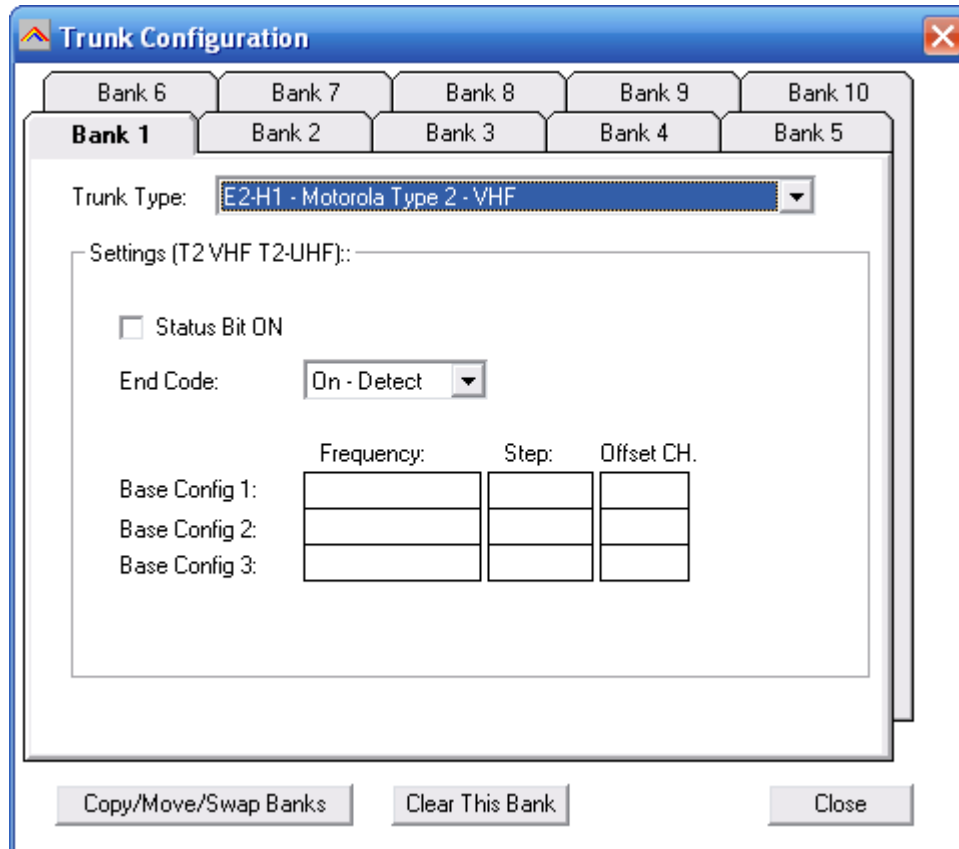 Trunk Configuration
Bank 6 Bank 7 Bank 8 Bank 9 Bank 10
Bank 1 Bank 2 Bank 3 Bank 4 Bank 5
Trunk Type: E2-H1 - Motorola Type 2 - VHF
Settings (T2 VHF T2-UHF)::
Status Bit ON
End Code: On - Detect
Frequency: Step: Offset CH.
Base Config 1:
Base Config 2:
Base Config 3:
Copy/Move/Swap Banks Clear This Bank Close